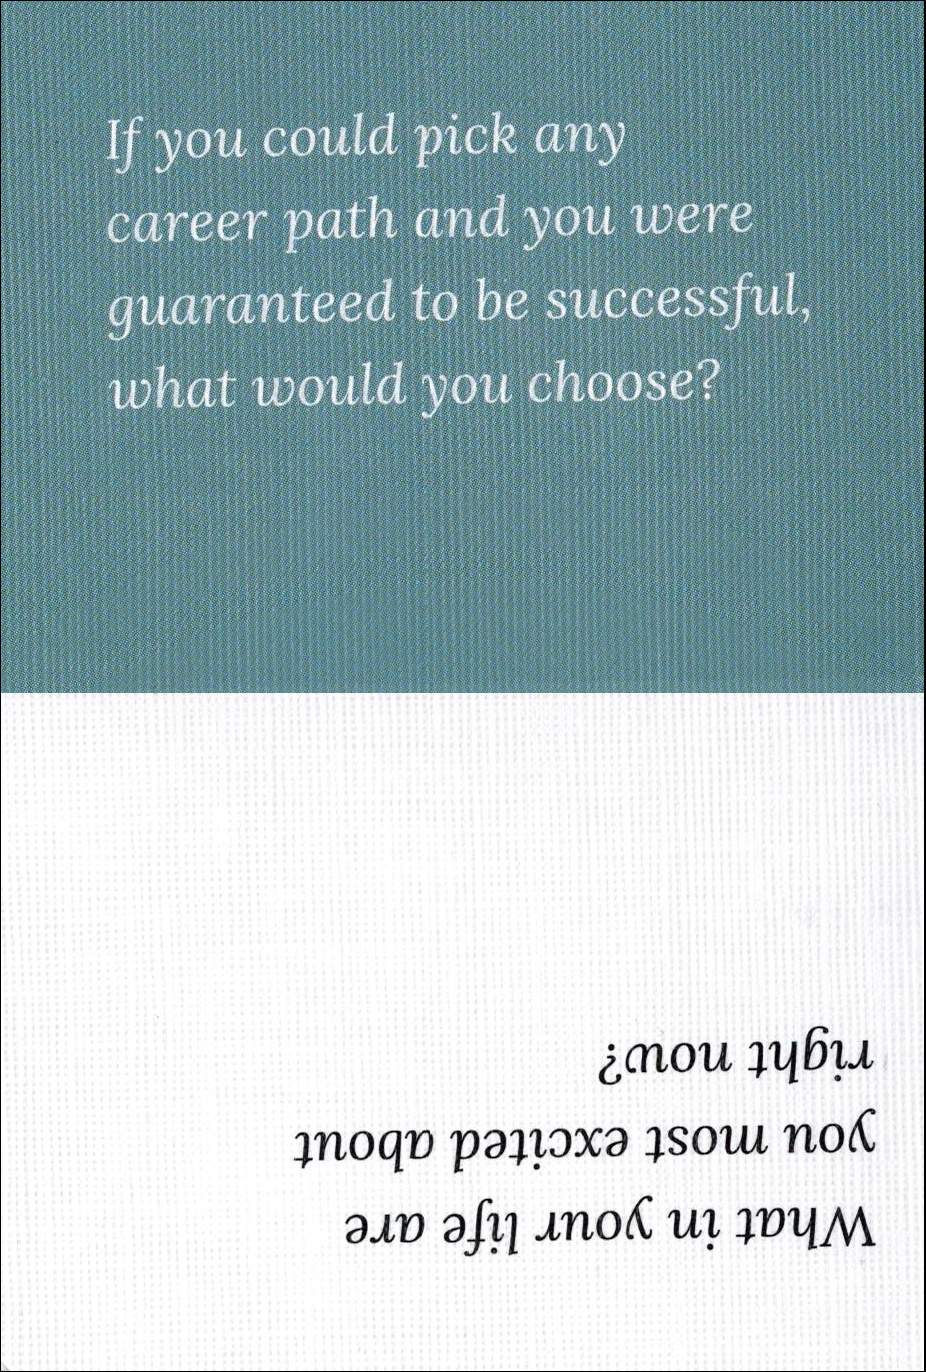 If you could pick any
career path and you were
guaranteed to be successful,
what would you choose?
What in your life are
you most excited about
right now?